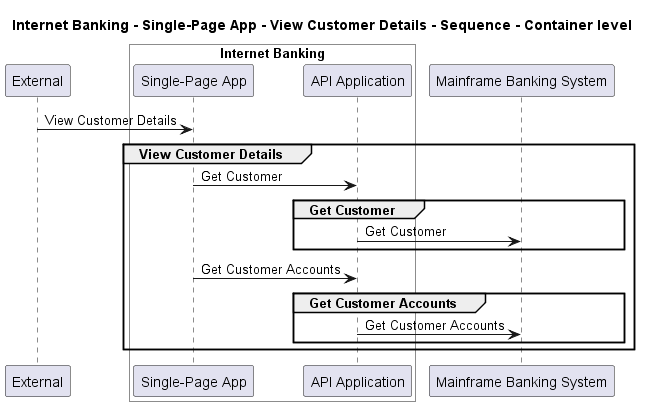 Internet Banking - Single-Page App - View Customer Details - Sequence - Container level
Internet Banking
External
Single-Page App
API Application
Mainframe Banking System
View Customer Details
View Customer Details
Get Customer
Get Customer
Get Customer
Get Customer Accounts
Get Customer Accounts
Get Customer Accounts
External
Single-Page App
API Application
Mainframe Banking System